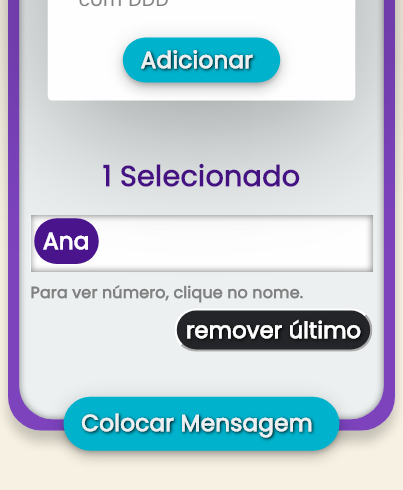 com DDD
Adicionar
1 Selecionado
Ana
Para ver número, clique no nome.
remover último
Colocar Mensagem